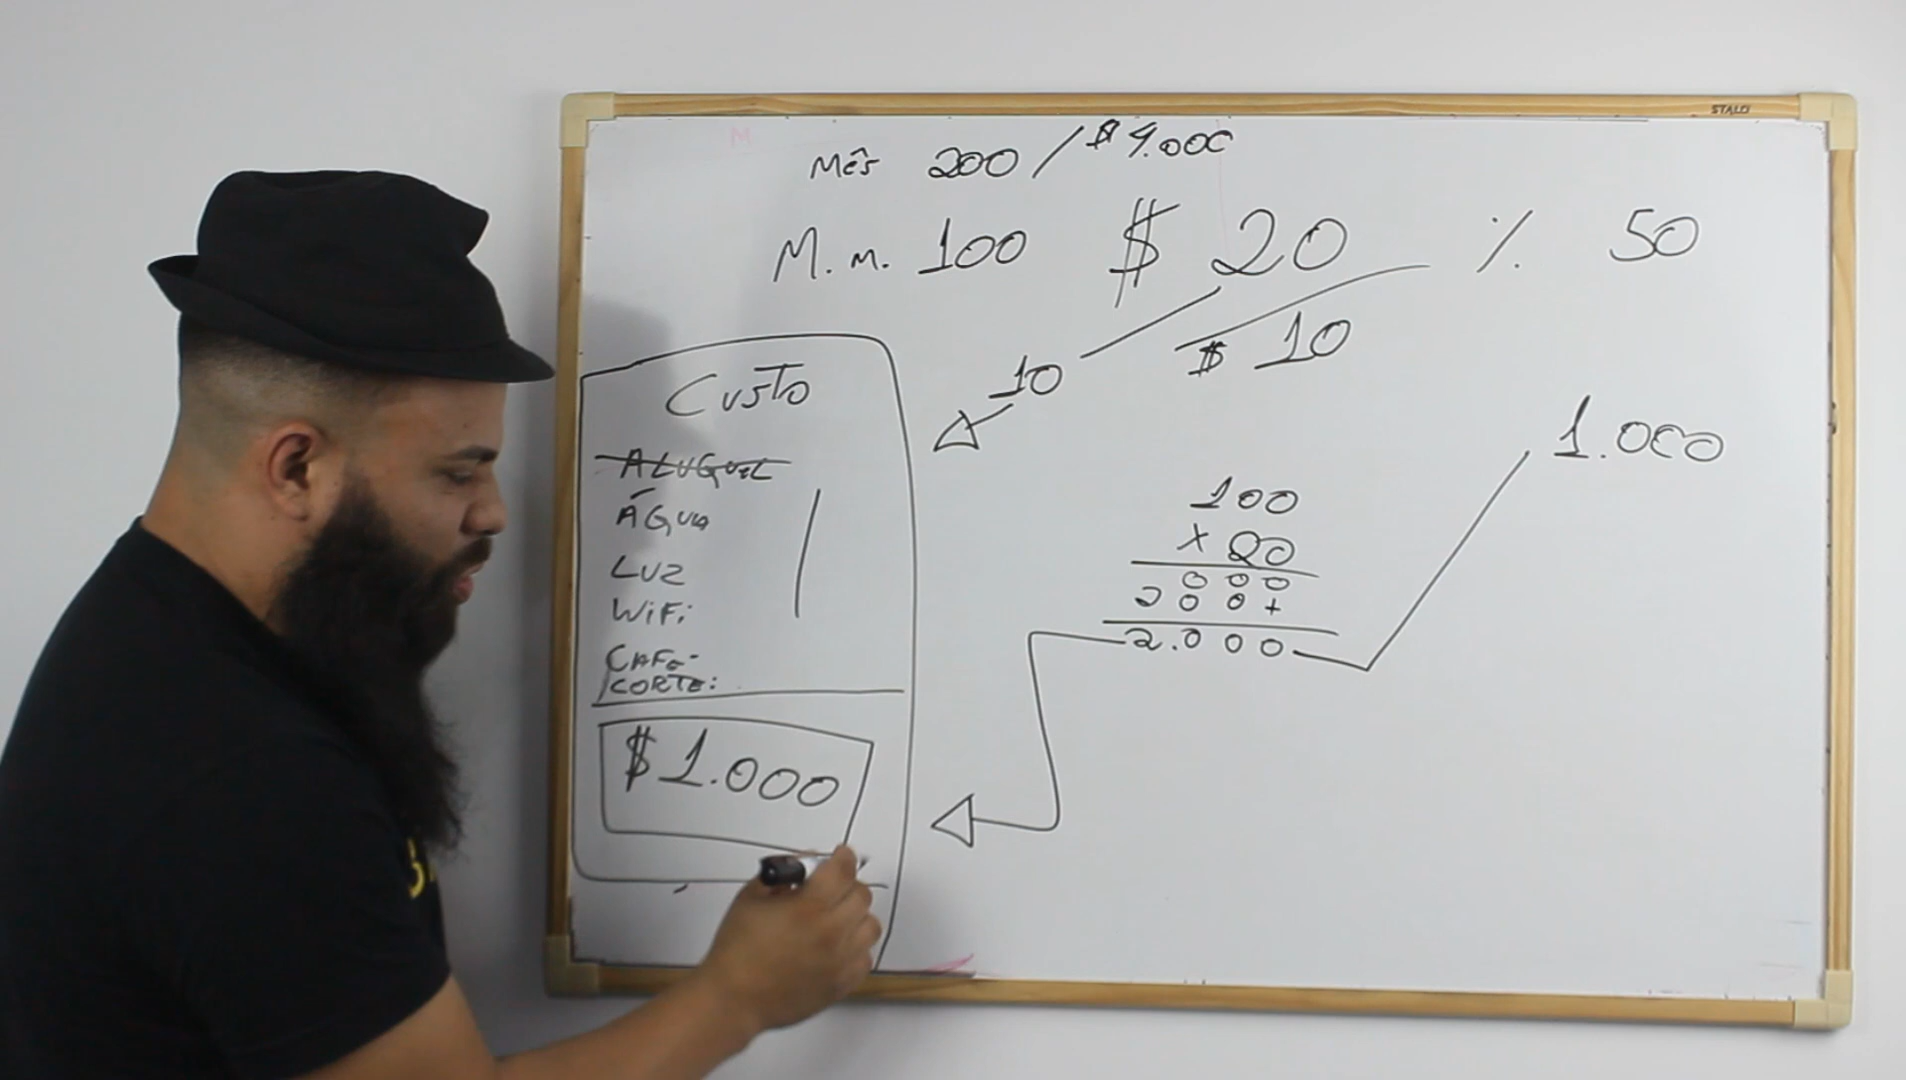 STALO
Mês 200 / $ 4.000
M.m. 100 $ 20 % 50
$ 10
10
Custo
ALUGUEL
ÁGUA
LUZ
WiFi
CAFé-
CORTE:
$ 1.000
1.000
100
x 20
000
200+
2.000